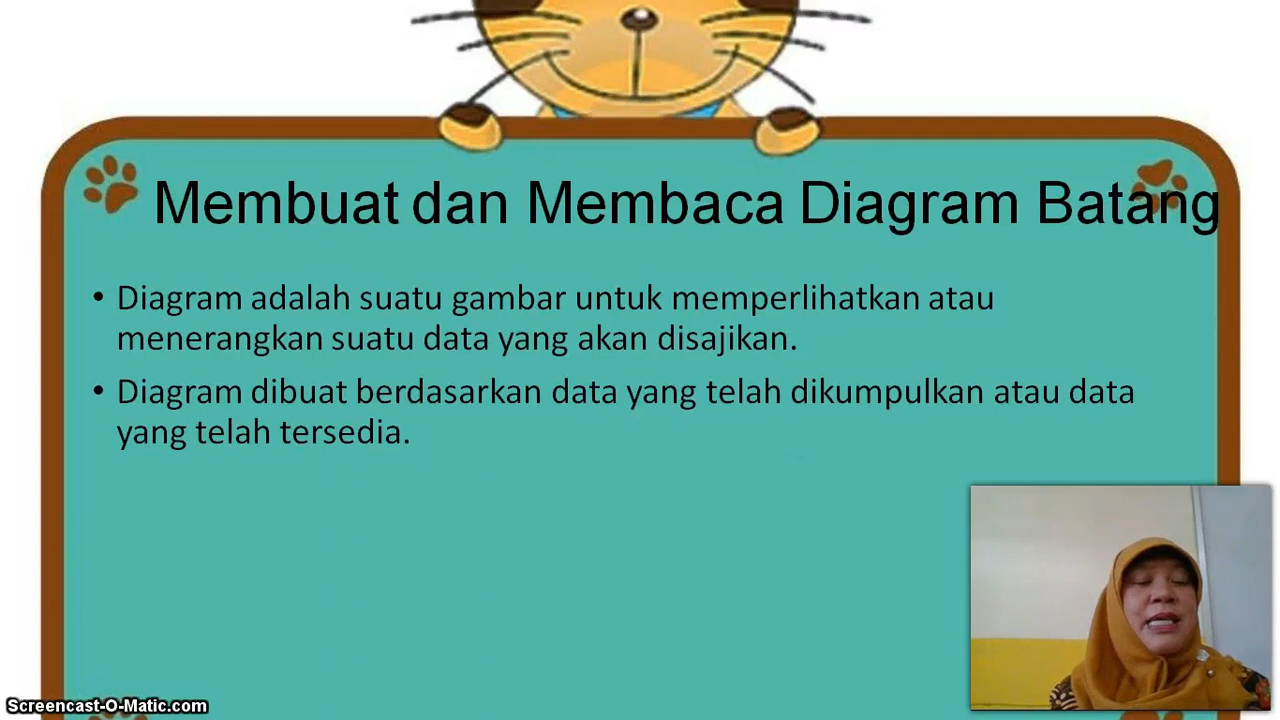 Membuat dan Membaca Diagram Batang
• Diagram adalah suatu gambar untuk memperlihatkan atau
menerangkan suatu data yang akan disajikan.
• Diagram dibuat berdasarkan data yang telah dikumpulkan atau data
yang telah tersedia.
Screencast-O-Matic.com